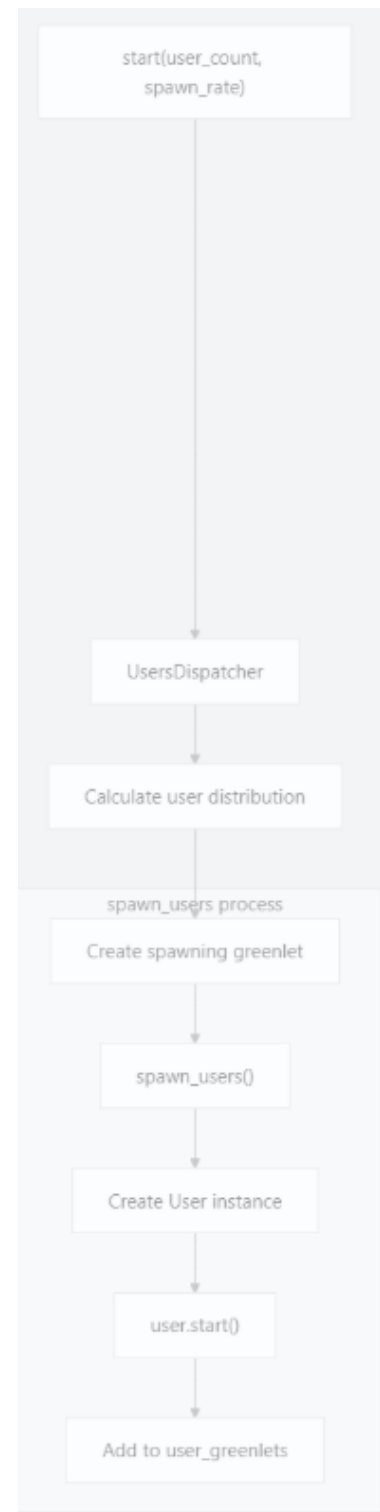 start(user_count,
spawn_rate)
UsersDispatcher
Calculate user distribution
spawn_users process
Create spawning greenlet
spawn_users()
Create User instance
user.start()
Add to user_greenlets